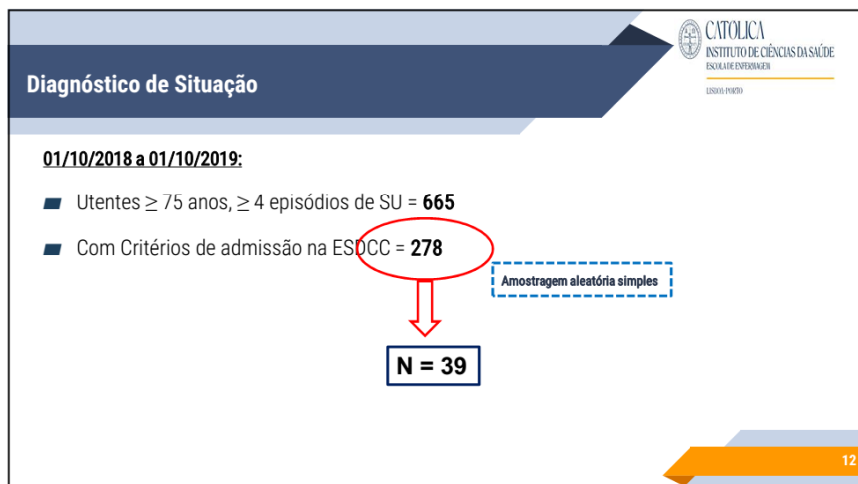 CATOLICA
INSTITUTO DE CIÊNCIAS DA SAÚDE
ESCOLA DE ENFERMAGEM
LISBOA·PORTO
Diagnóstico de Situação
01/10/2018 a 01/10/2019:
Utentes ≥ 75 anos, ≥ 4 episódios de SU = 665
Com Critérios de admissão na ESDCC = 278
Amostragem aleatória simples
N = 39
12